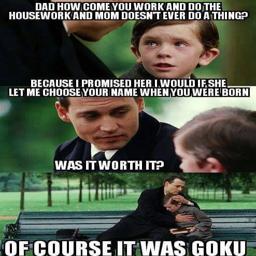 DAD HOW COME YOU WORK AND DO THE
HOUSEWORK AND MOM DOESN'T EVER DO A THING?
BECAUSE I PROMISED HER I WOULD IF SHE
LET ME CHOOSE YOUR NAME WHEN YOU WERE BORN
WAS IT WORTH IT?
OF COURSE IT WAS GOKU